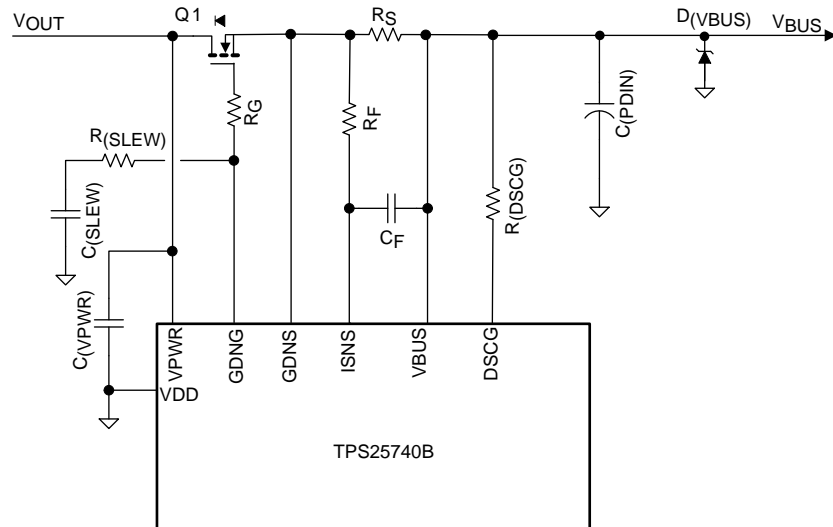 VOUT
Q1
RS
D(VBUS)
VBUS
RG
RF
C(PDIN)
R(SLEW)
C(SLEW)
CF
R(DSCG)
C(VPWR)
VPWR
GDNG
GDNS
ISNS
VBUS
DSCG
VDD
TPS25740B